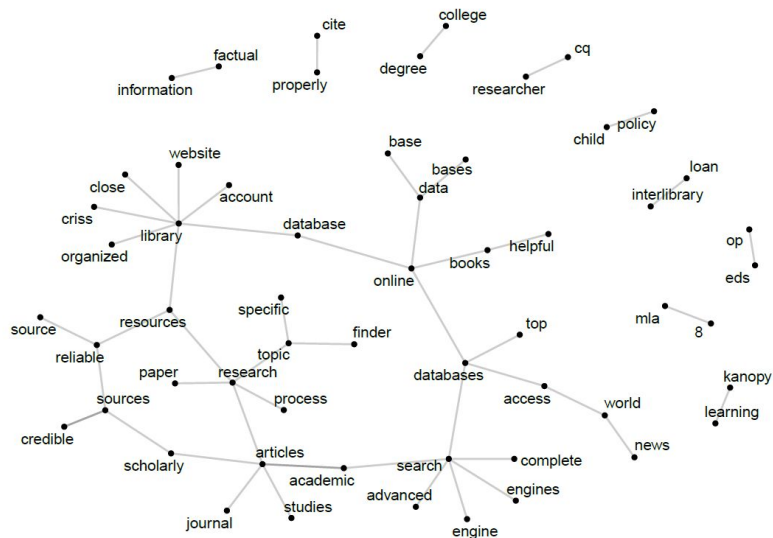 cite
college
factual
cq
degree
information
properly
researcher
child
policy
base
website
bases
loan
close
data
account
interlibrary
criss
database
library
helpful
op
organized
books
online
eds
specific
source
resources
mla
top
8
finder
reliable
topic
paper
research
databases
kanopy
process
access
sources
world
learning
credible
articles
news
scholarly
search
complete
academic
advanced
engines
studies
journal
engine